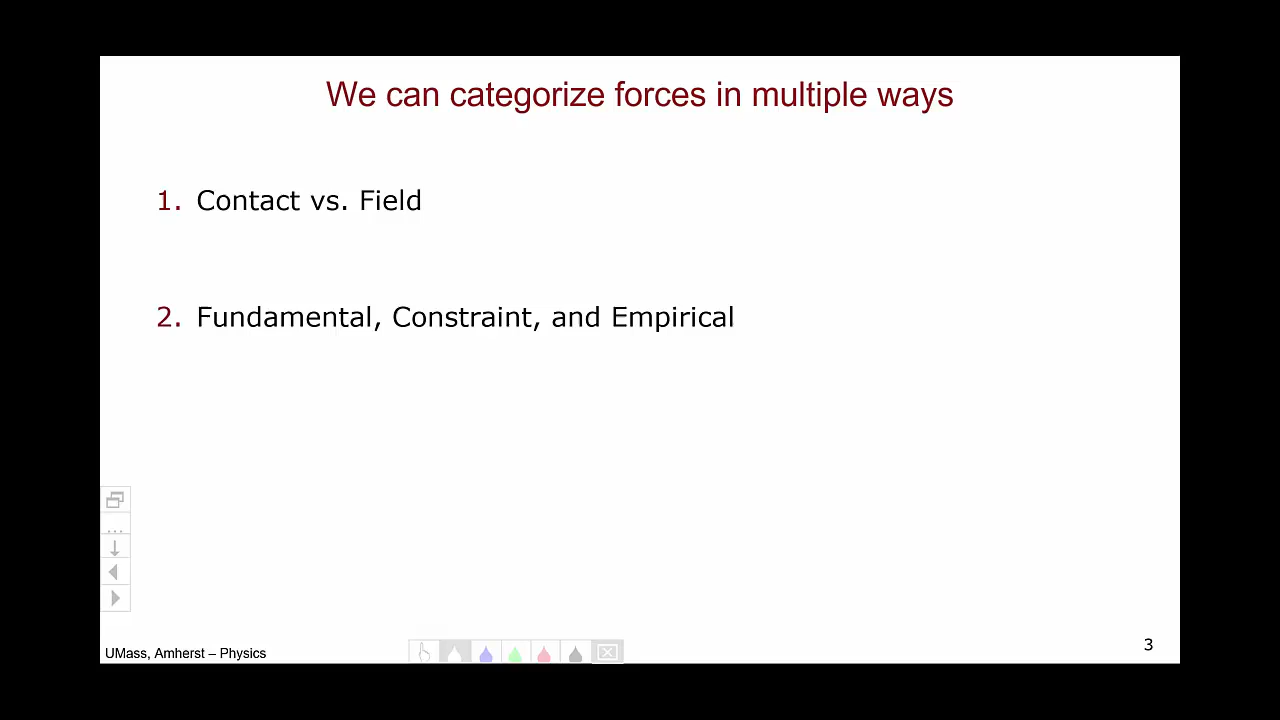 We can categorize forces in multiple ways
1. Contact vs. Field
2. Fundamental, Constraint, and Empirical
UMass, Amherst – Physics
3